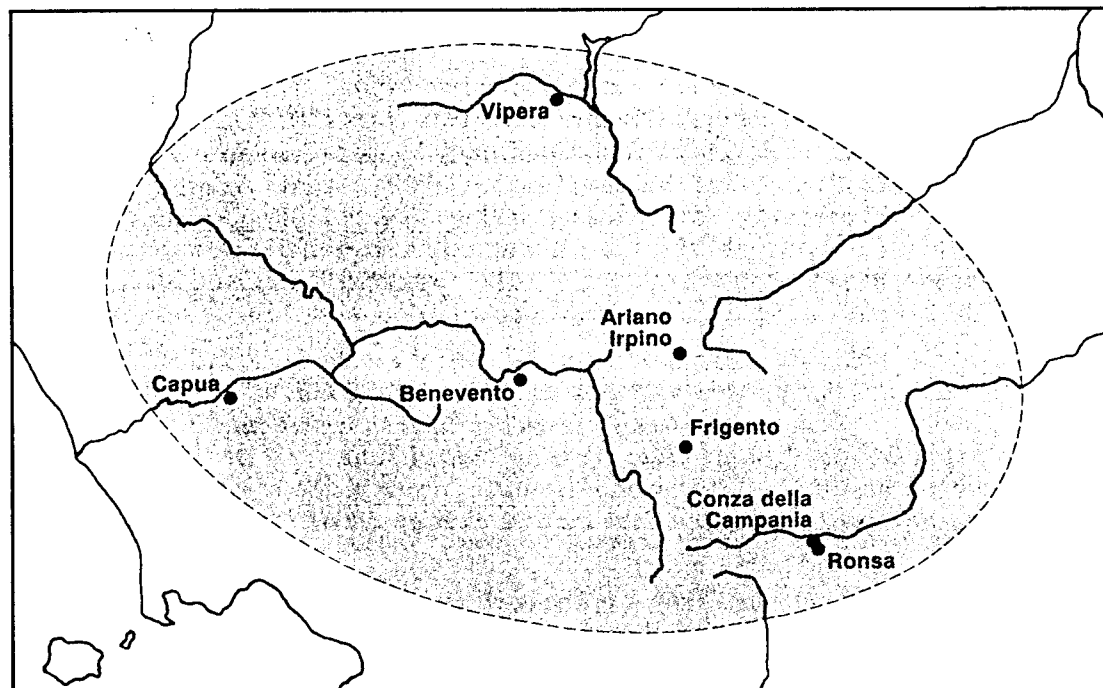 Vipera
Ariano
Irpino
Capua
Benevento
Frigento
Conza della
Campania
Ronsa